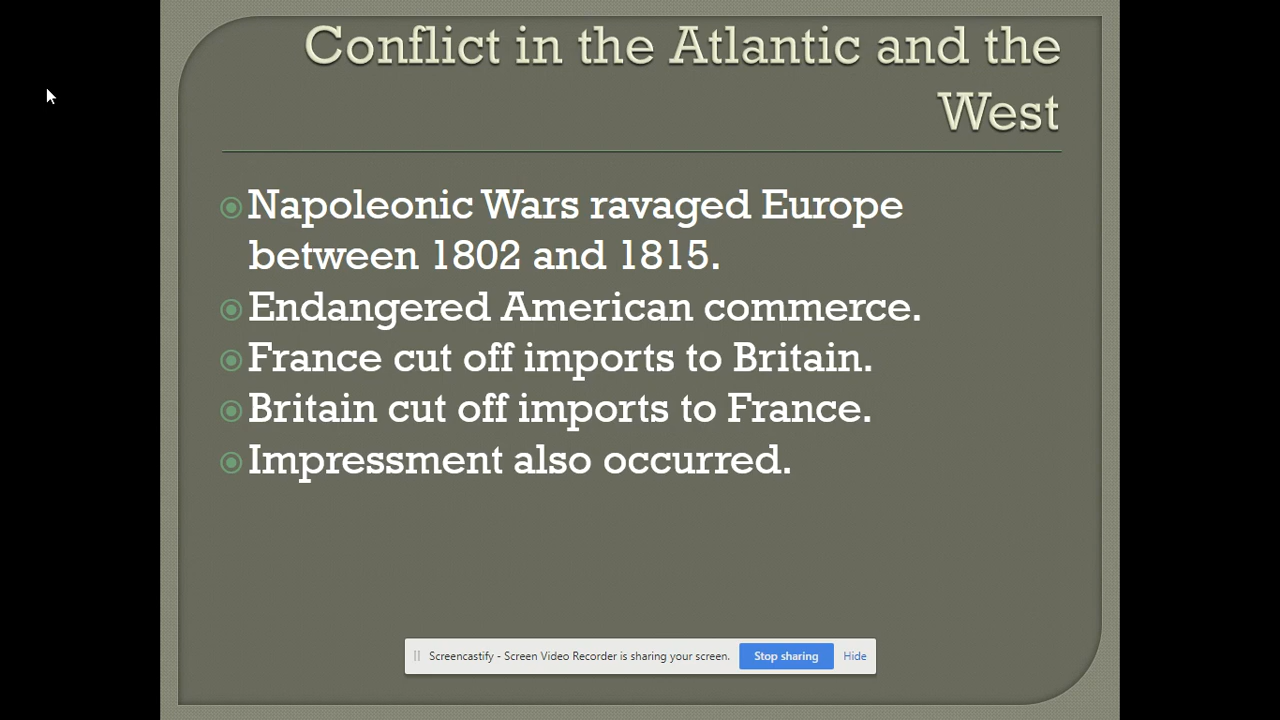 Conflict in the Atlantic and the
West
Napoleonic Wars ravaged Europe
between 1802 and 1815.
Endangered American commerce.
France cut off imports to Britain.
Britain cut off imports to France.
Impressment also occurred.
Screencastify - Screen Video Recorder is sharing your screen. Stop sharing Hide